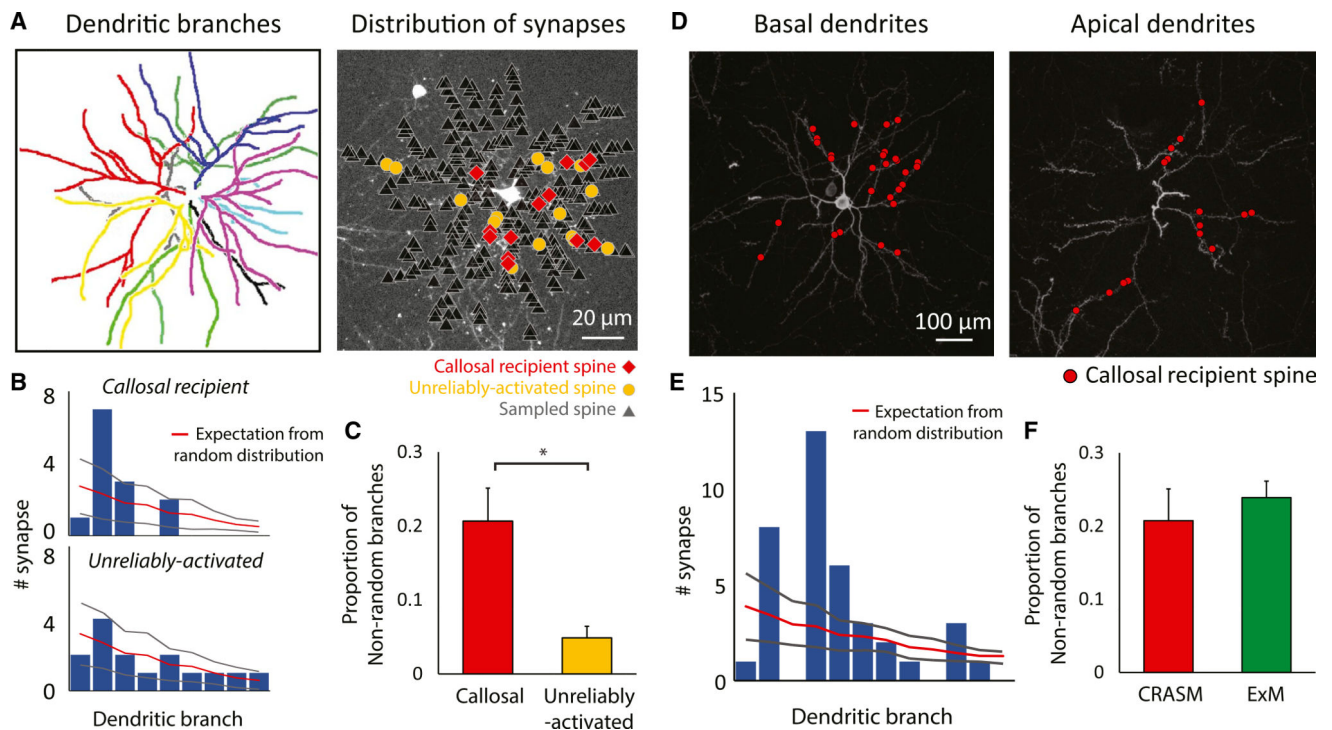 A
Dendritic branches
Distribution of synapses
20 µm
Callosal recipient spine
Unreliably-activated spine
Sampled spine
B
Callosal recipient
8
4
0
Expectation from
random distribution
Unreliably-activated
8
4
0
# synapse
Dendritic branch
C
0.3
0.2
0.1
0
Proportion of
Non-random branches
*
Callosal
Unreliably
-activated
D
Basal dendrites
Apical dendrites
100 µm
Callosal recipient spine
E
15
10
5
0
# synapse
Expectation from
random distribution
Dendritic branch
F
0.3
0.2
0.1
0
Proportion of
Non-random branches
CRASM
ExM